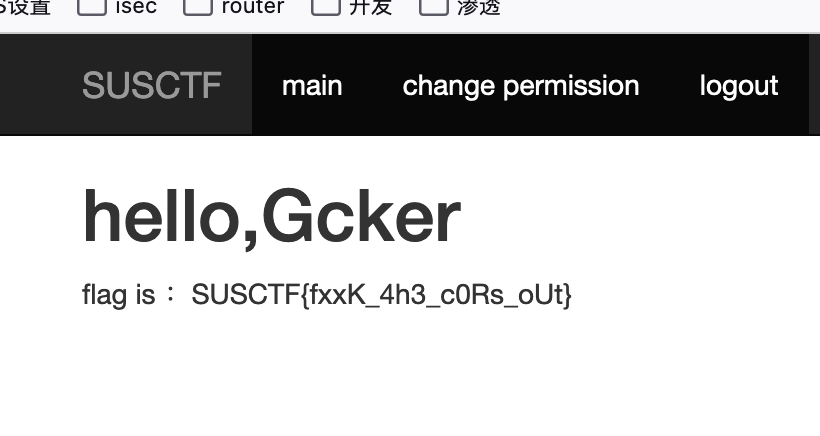 S设置 isec router 开发 渗透
SUSCTF main change permission logout
hello,Gcker
flag is： SUSCTF{fxxK_4h3_c0Rs_oUt}